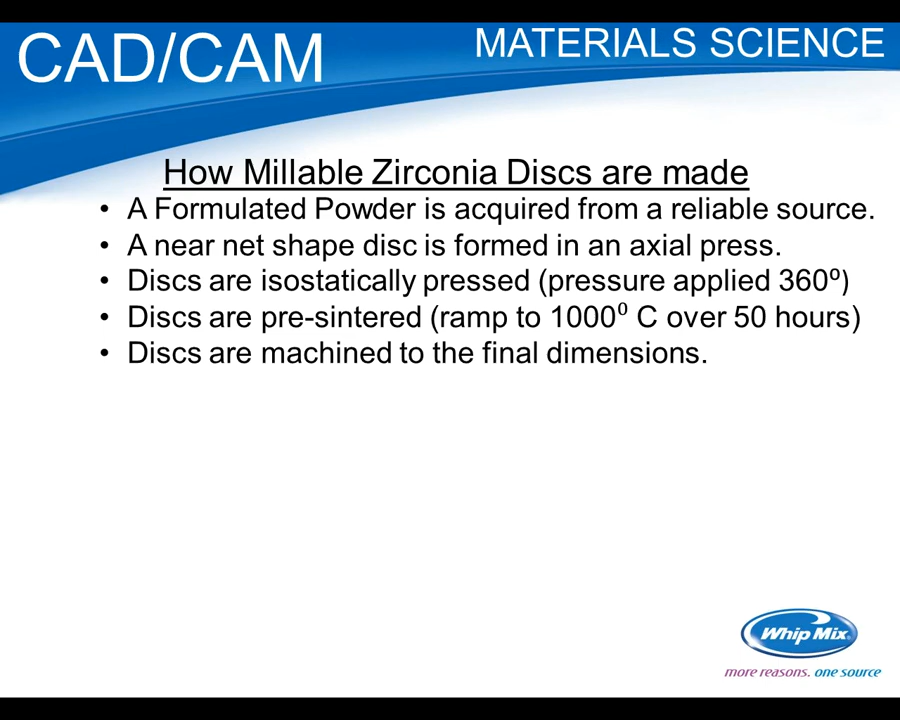 CAD/CAM
MATERIALS SCIENCE
How Millable Zirconia Discs are made
• A Formulated Powder is acquired from a reliable source.
• A near net shape disc is formed in an axial press.
• Discs are isostatically pressed (pressure applied 360º)
• Discs are pre-sintered (ramp to 1000⁰ C over 50 hours)
• Discs are machined to the final dimensions.
Whip Mix®
more reasons. one source